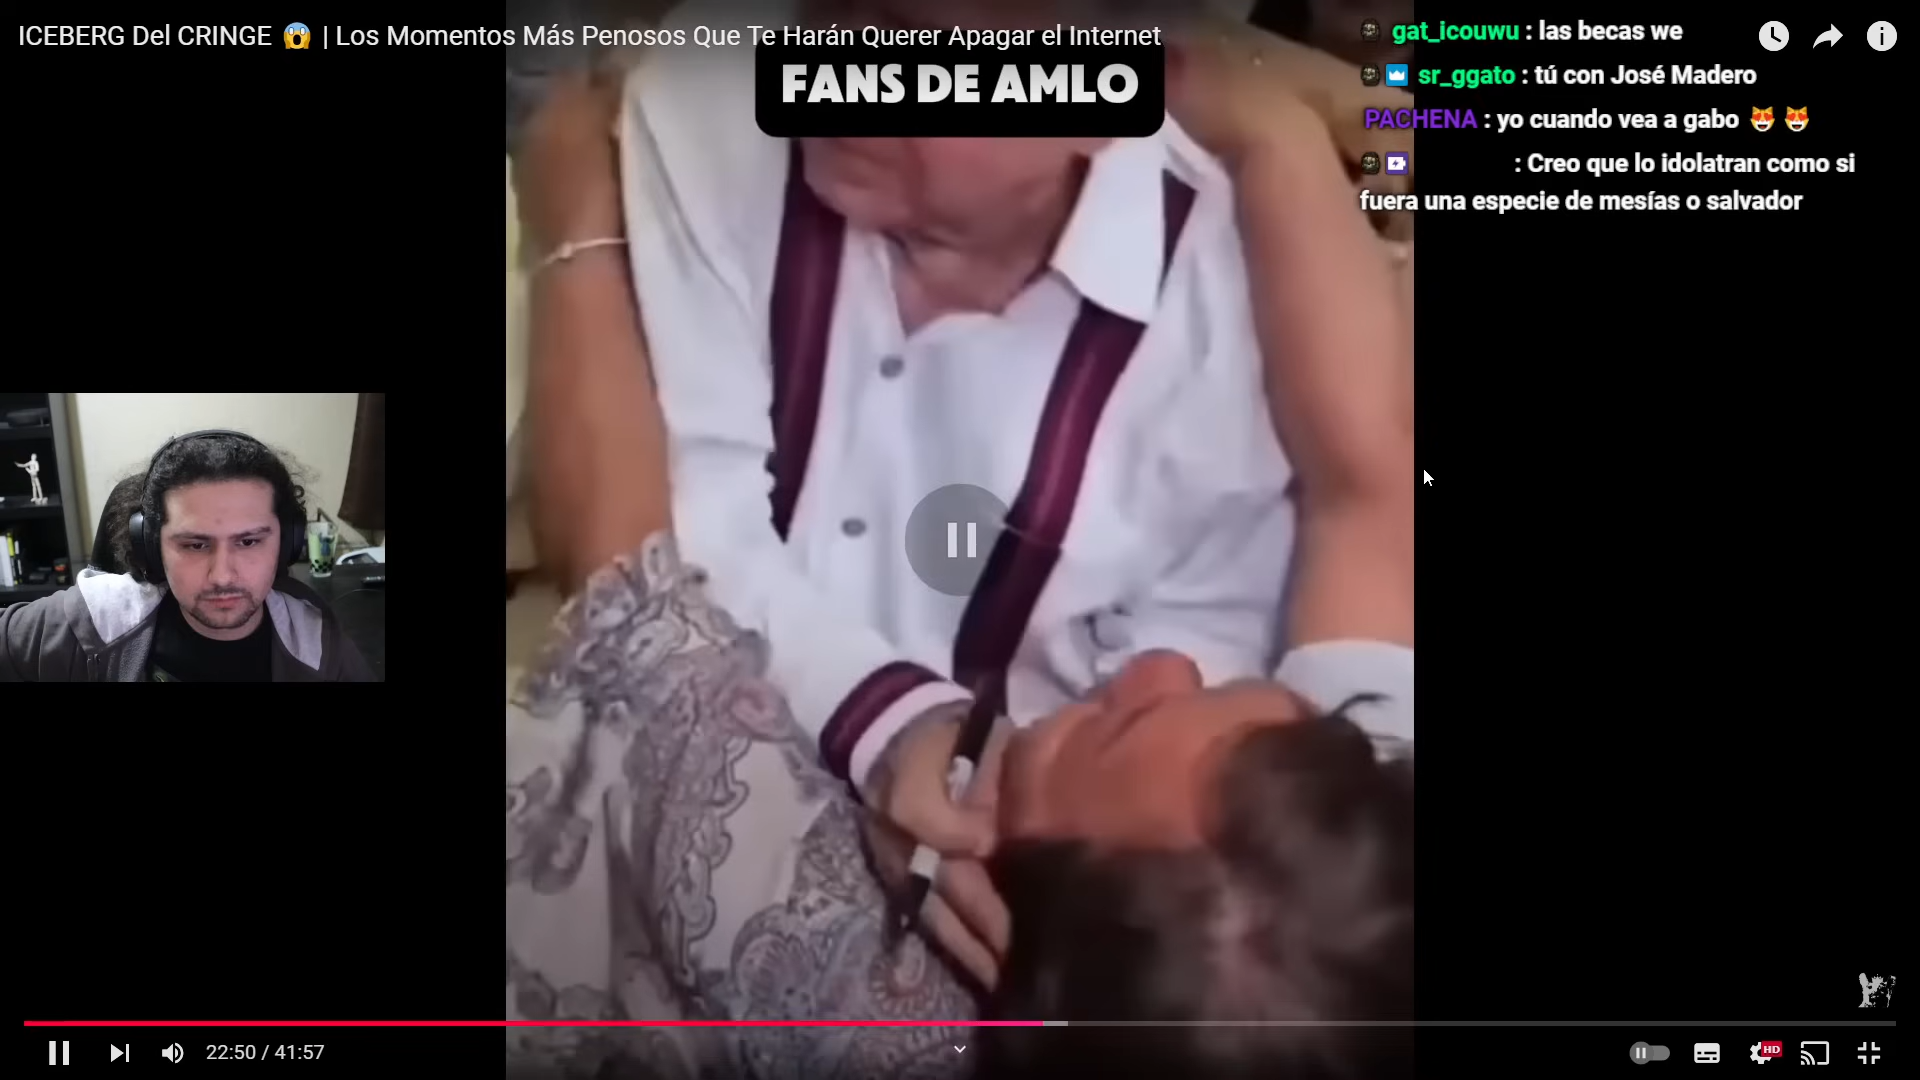 ICEBERG Del CRINGE 😱 | Los Momentos Más Penosos Que Te Harán Querer Apagar el Internet
FANS DE AMLO
gat_icouwu : las becas we
sr_ggato : tú con José Madero
PACHENA : yo cuando vea a gabo 😻 😻
: Creo que lo idolatran como si
fuera una especie de mesías o salvador
22:50 / 41:57
HD